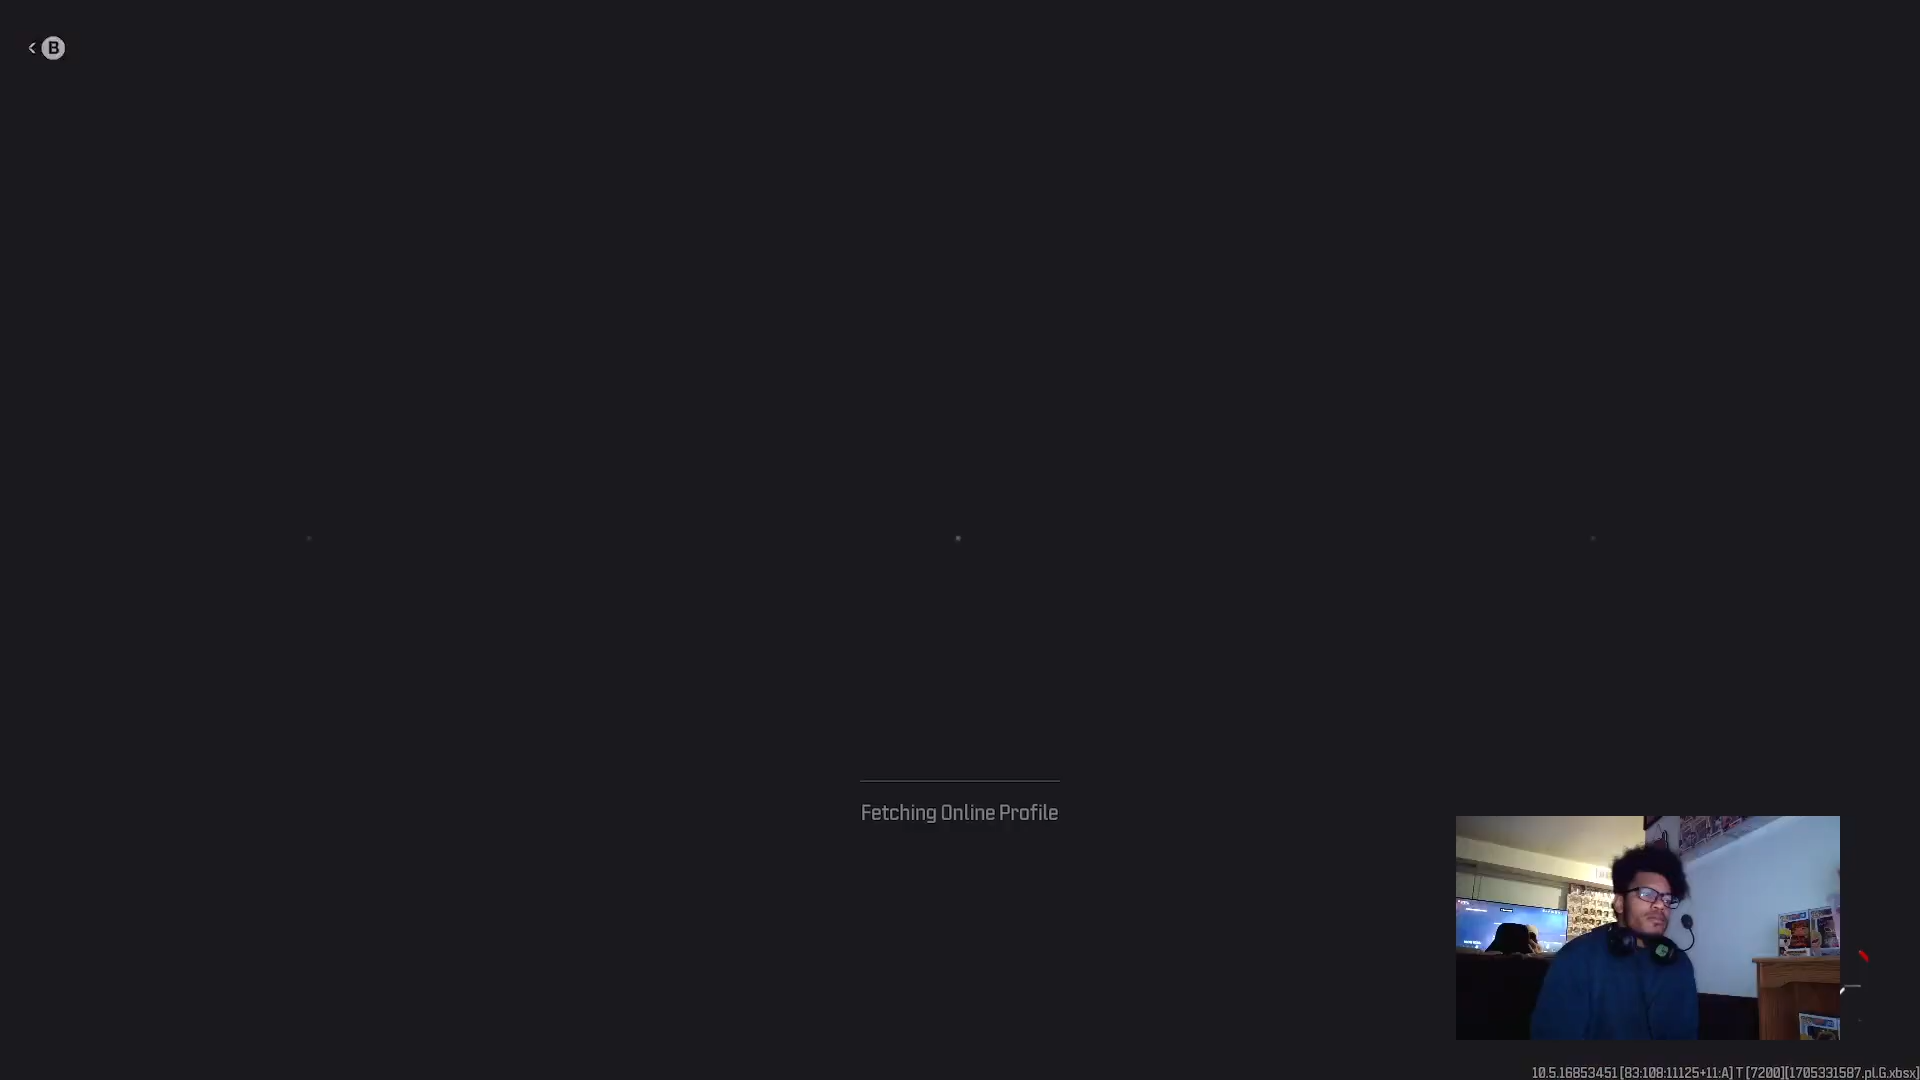 < B
Fetching Online Profile
10.5.16853451 [83:108:11125+11:A] T [7200][1705331587.pl.G.xbsx]